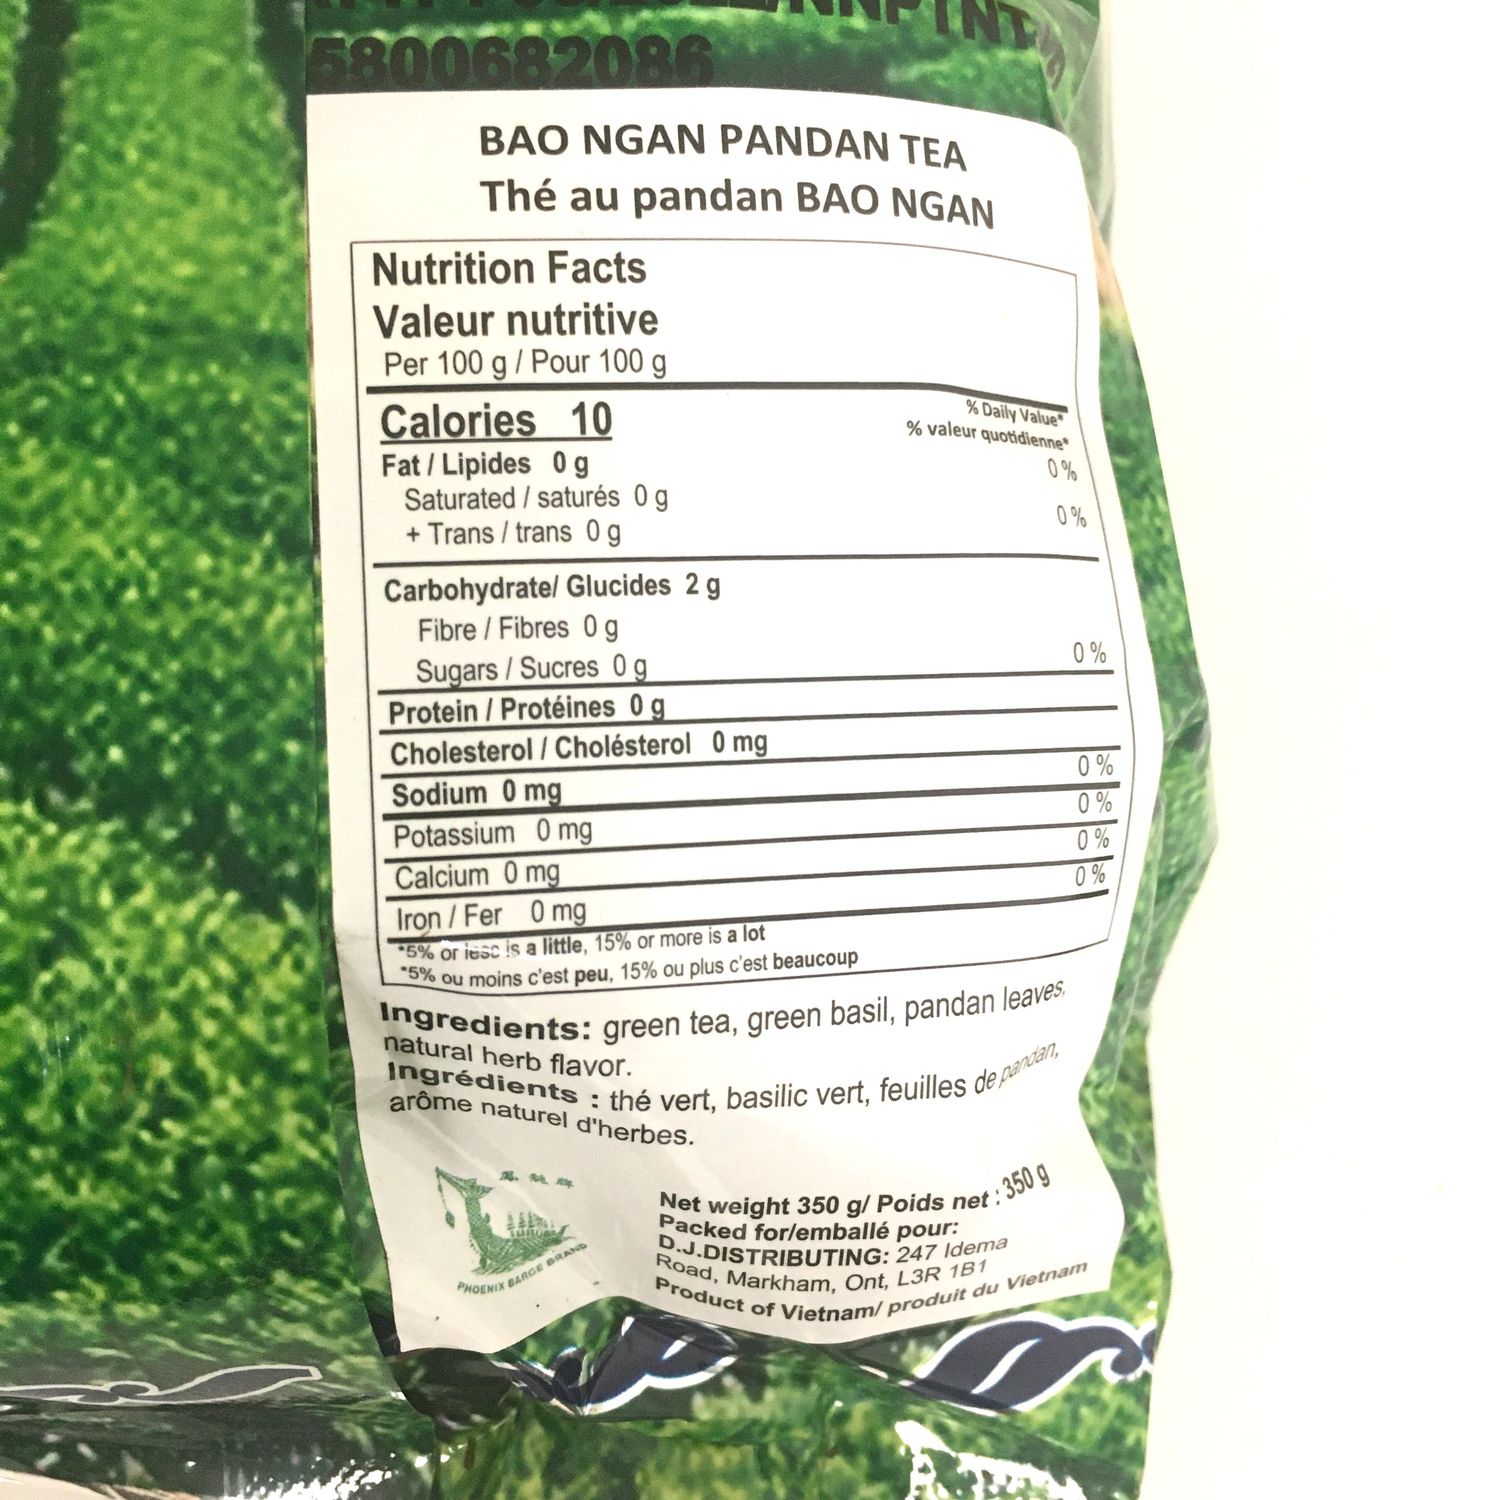 5800682086
BAO NGAN PANDAN TEA
Thé au pandan BAO NGAN
Nutrition Facts
Valeur nutritive
Per 100 g / Pour 100 g
Calories 10
% Daily Value*
% valeur quotidienne*
Fat / Lipides 0 g 0 %
Saturated / saturés 0 g
+ Trans / trans 0 g 0 %
Carbohydrate/ Glucides 2 g
Fibre / Fibres 0 g
Sugars / Sucres 0 g 0 %
Protein / Protéines 0 g
Cholesterol / Cholésterol 0 mg
Sodium 0 mg 0 %
Potassium 0 mg 0 %
Calcium 0 mg 0 %
Iron / Fer 0 mg 0 %
*5% or less is a little, 15% or more is a lot
*5% ou moins c'est peu, 15% ou plus c'est beaucoup
Ingredients: green tea, green basil, pandan leaves,
natural herb flavor.
Ingrédients : thé vert, basilic vert, feuilles de pandan,
arôme naturel d'herbes.
PHOENIX BARGE BRAND
Net weight 350 g/ Poids net : 350 g
Packed for/emballé pour:
D.J.DISTRIBUTING: 247 Idema
Road, Markham, Ont, L3R 1B1
Product of Vietnam/ produit du Vietnam